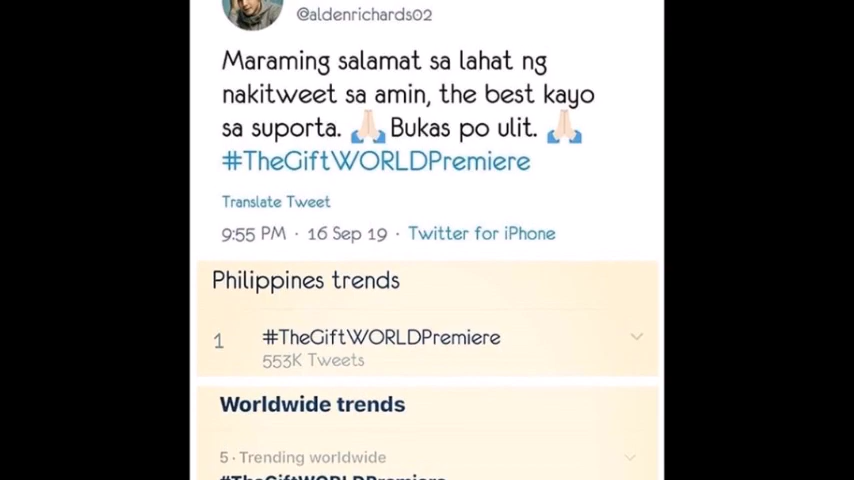 @aldenrichards02
Maraming salamat sa lahat ng
nakitweet sa amin, the best kayo
sa suporta. 🙏🏻Bukas po ulit. 🙏🏻
#TheGiftWORLDPremiere
Translate Tweet
9:55 PM · 16 Sep 19 · Twitter for iPhone
Philippines trends
1 #TheGiftWORLDPremiere
553K Tweets
Worldwide trends
5 · Trending worldwide
#TheGiftWORLDPremiere